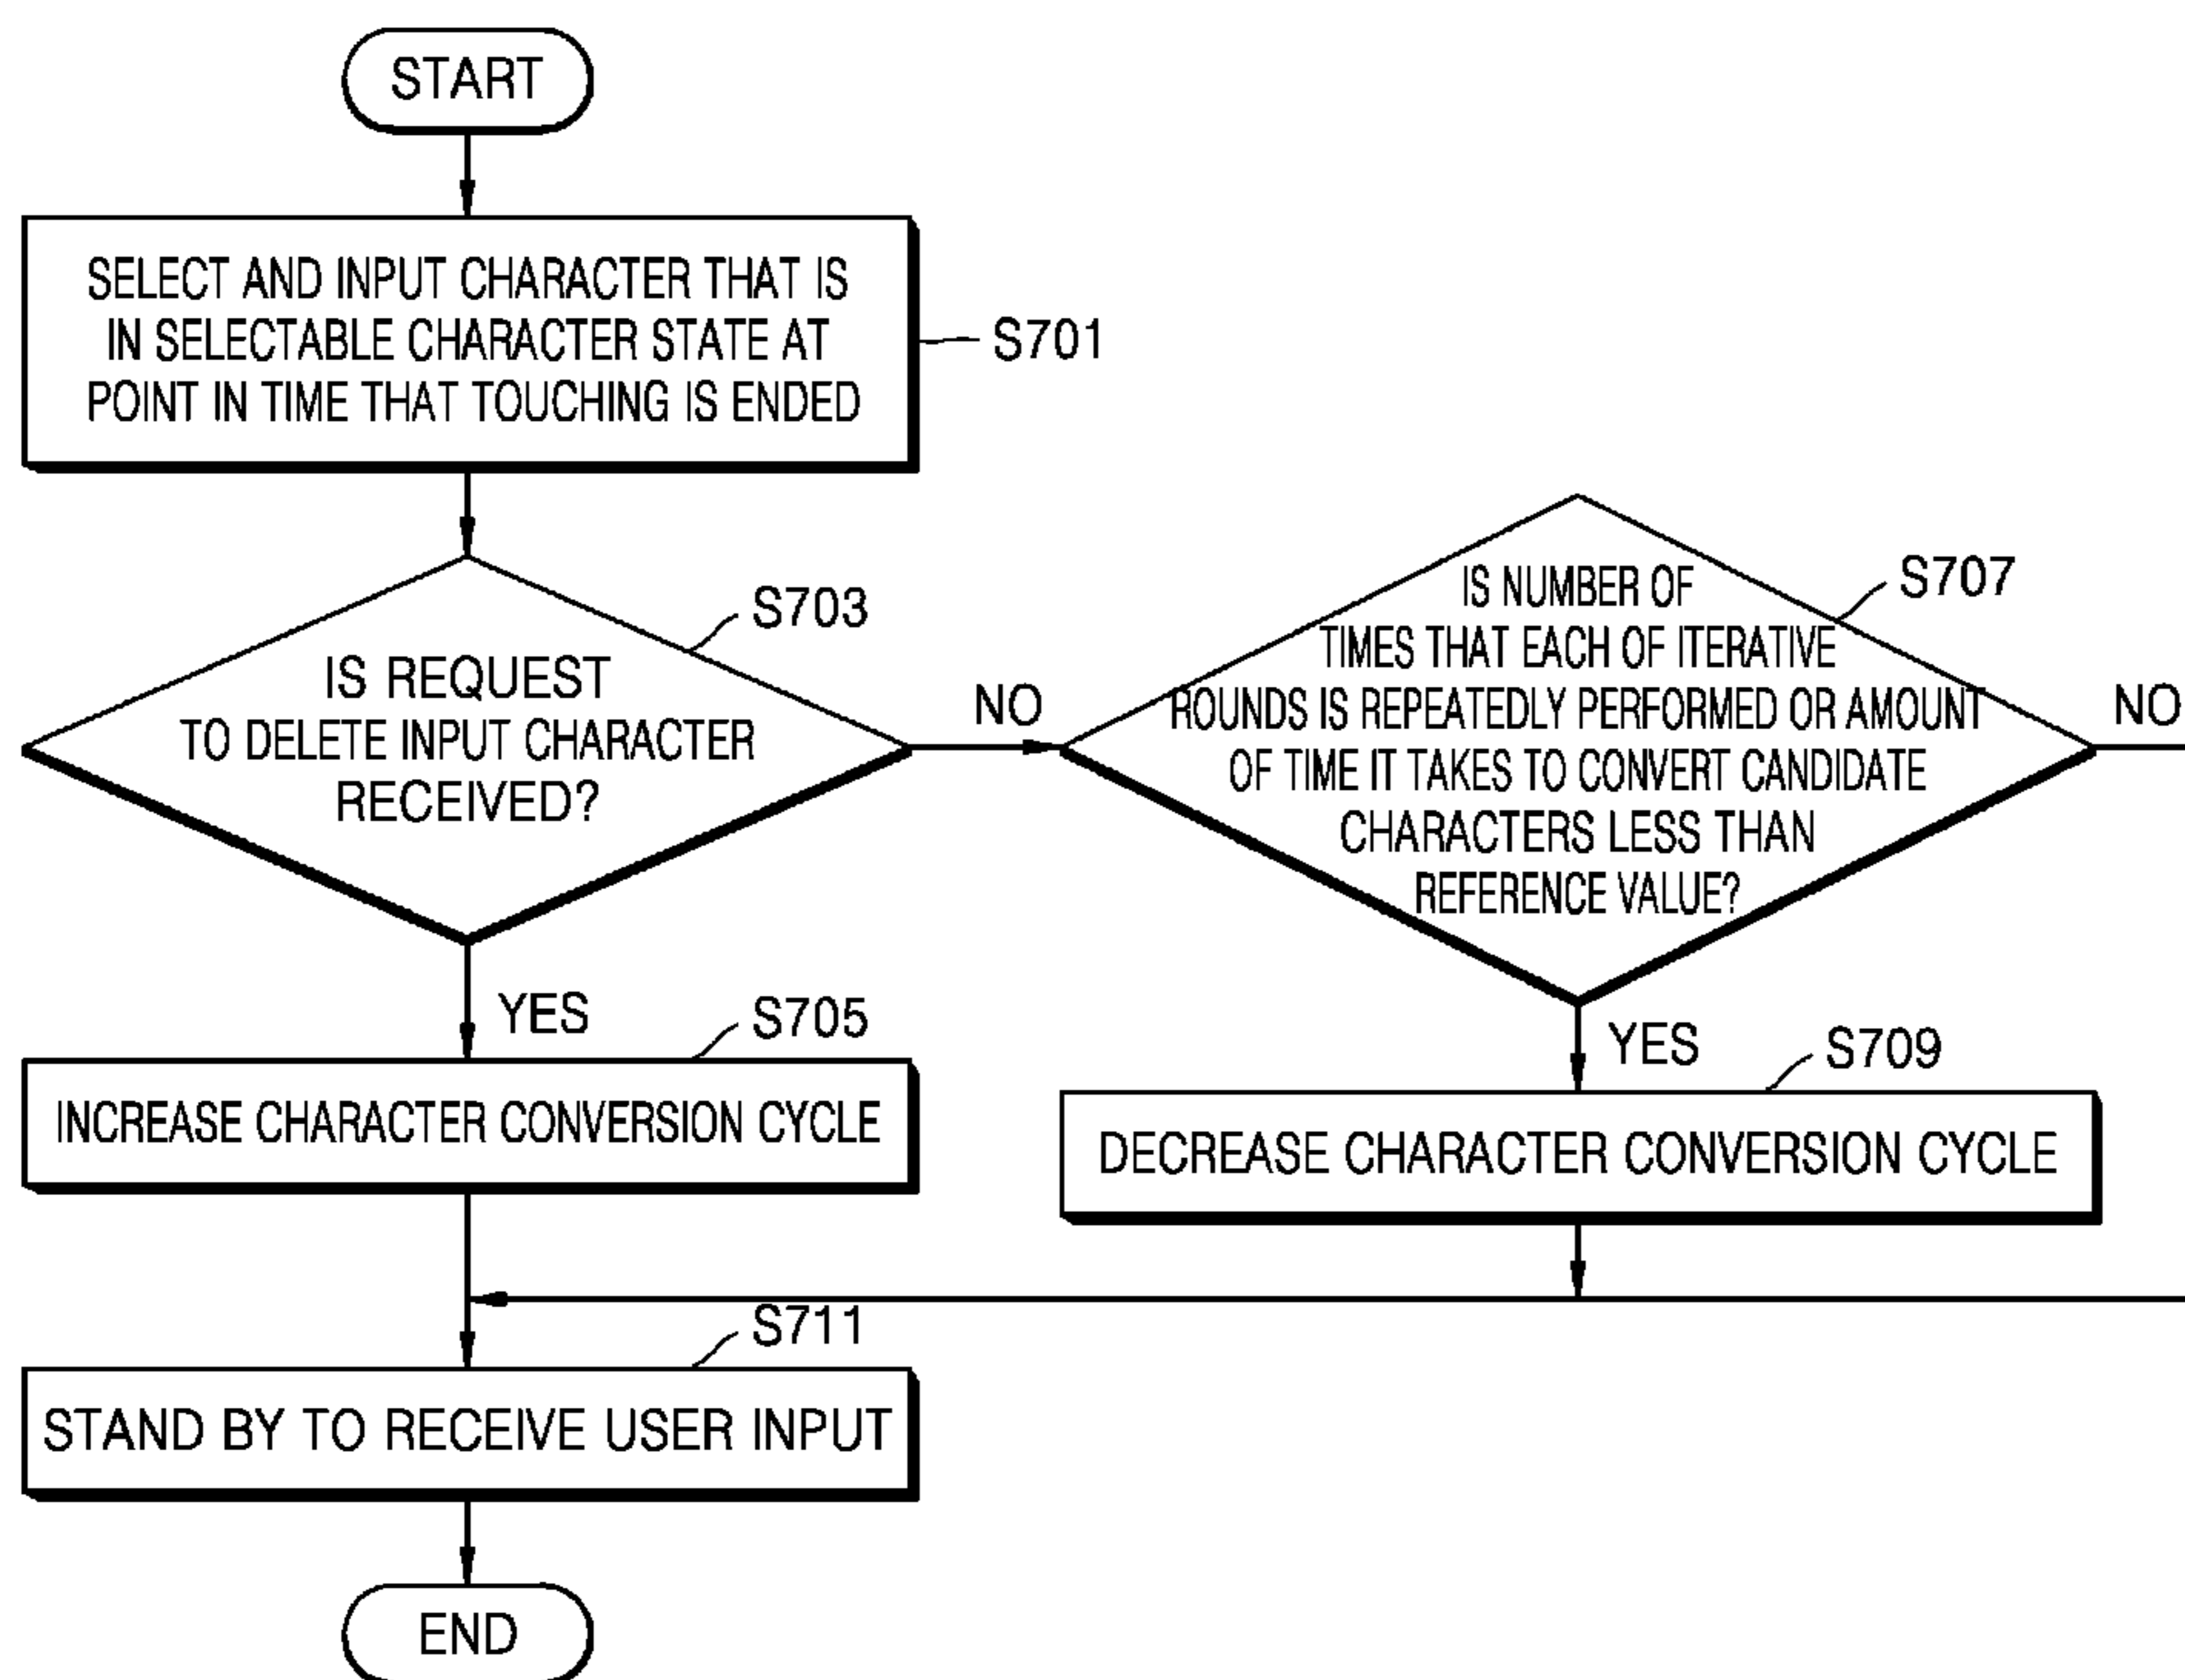 START
SELECT AND INPUT CHARACTER THAT IS
IN SELECTABLE CHARACTER STATE AT
POINT IN TIME THAT TOUCHING IS ENDED
S701
S703
IS REQUEST
TO DELETE INPUT CHARACTER
RECEIVED?
NO
S707
IS NUMBER OF
TIMES THAT EACH OF ITERATIVE
ROUNDS IS REPEATEDLY PERFORMED OR AMOUNT
OF TIME IT TAKES TO CONVERT CANDIDATE
CHARACTERS LESS THAN
REFERENCE VALUE?
NO
YES
S705
INCREASE CHARACTER CONVERSION CYCLE
YES
S709
DECREASE CHARACTER CONVERSION CYCLE
S711
STAND BY TO RECEIVE USER INPUT
END